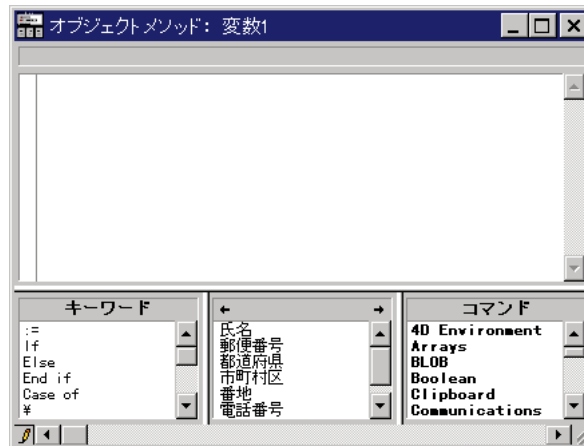 オブジェクトメソッド: 変数1
キーワード
:=
If
Else
End if
Case of
¥
← →
氏名
郵便番号
都道府県
市町村区
番地
電話番号
コマンド
4D Environment
Arrays
BLOB
Boolean
Clipboard
Communications